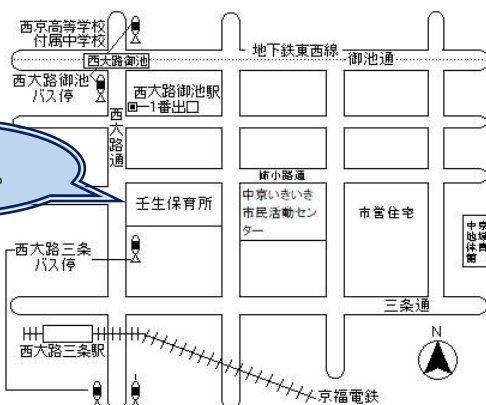 西京高等学校
付属中学校
地下鉄東西線
御池通
西大路御池
西大路御池
バス停
西大路御池駅
1番出口
西大路通
姉小路通
。
壬生保育所
中京いきいき
市民活動セン
ター
市営住宅
中京
地域
体育
館
西大路三条
バス停
三条通
西大路三条駅
N
京福電鉄